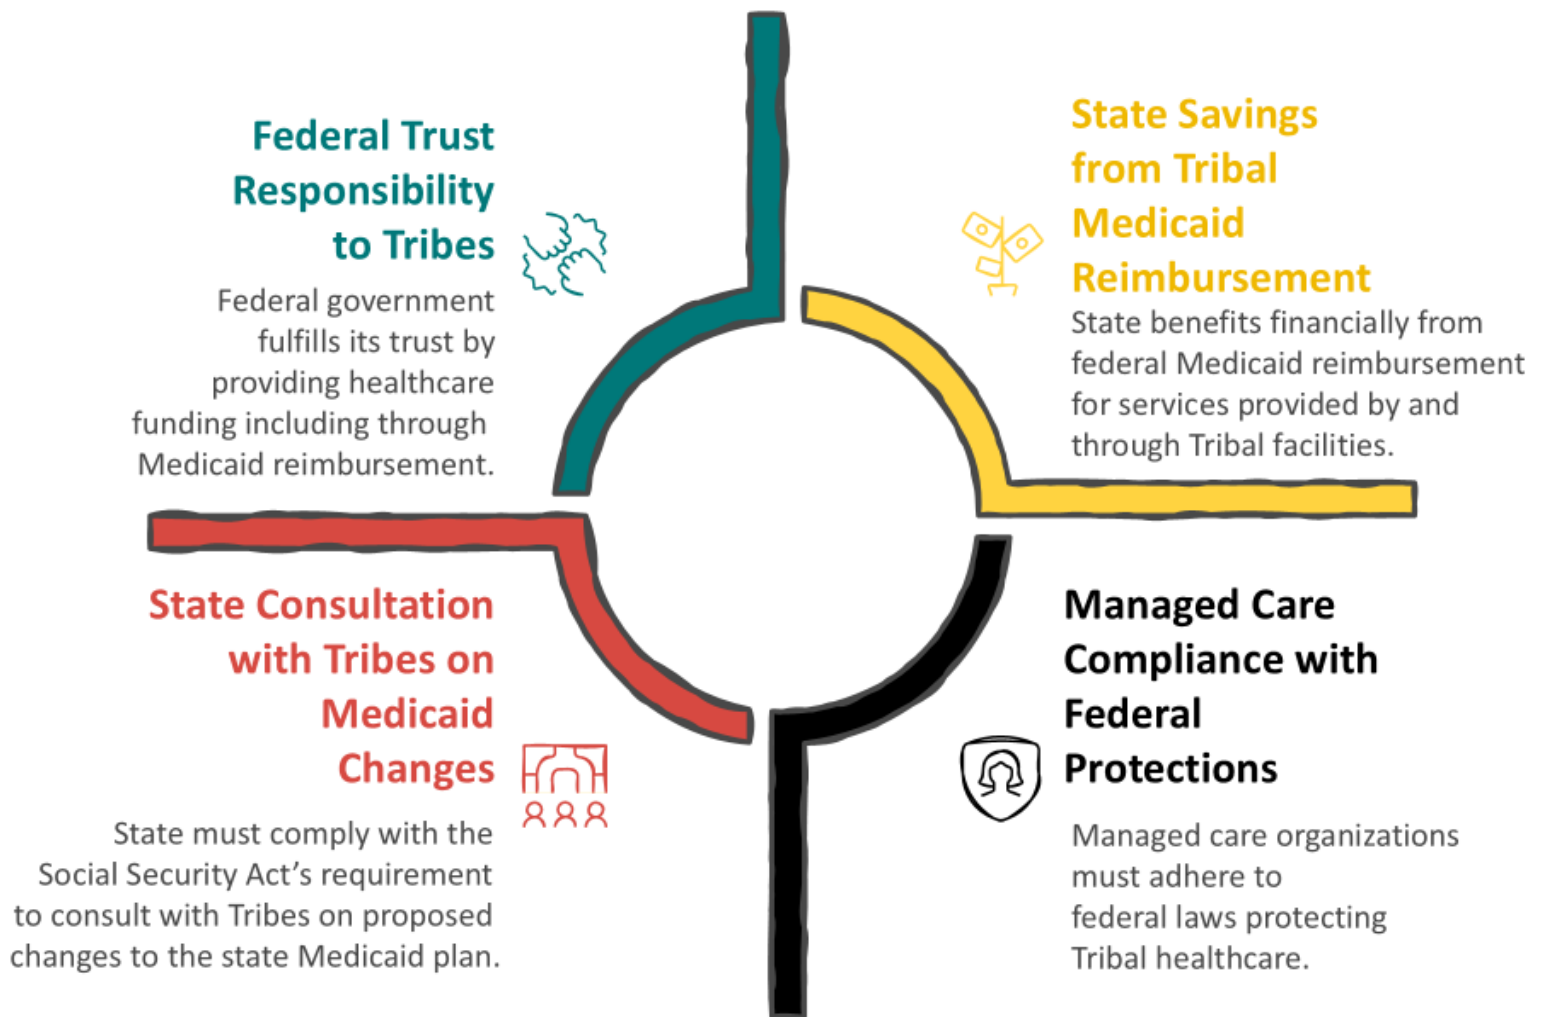 Federal Trust
Responsibility
to Tribes
Federal government
fulfills its trust by
providing healthcare
funding including through
Medicaid reimbursement.
State Savings
from Tribal
Medicaid
Reimbursement
State benefits financially from
federal Medicaid reimbursement
for services provided by and
through Tribal facilities.
State Consultation
with Tribes on
Medicaid
Changes
State must comply with the
Social Security Act’s requirement
to consult with Tribes on proposed
changes to the state Medicaid plan.
Managed Care
Compliance with
Federal
Protections
Managed care organizations
must adhere to
federal laws protecting
Tribal healthcare.